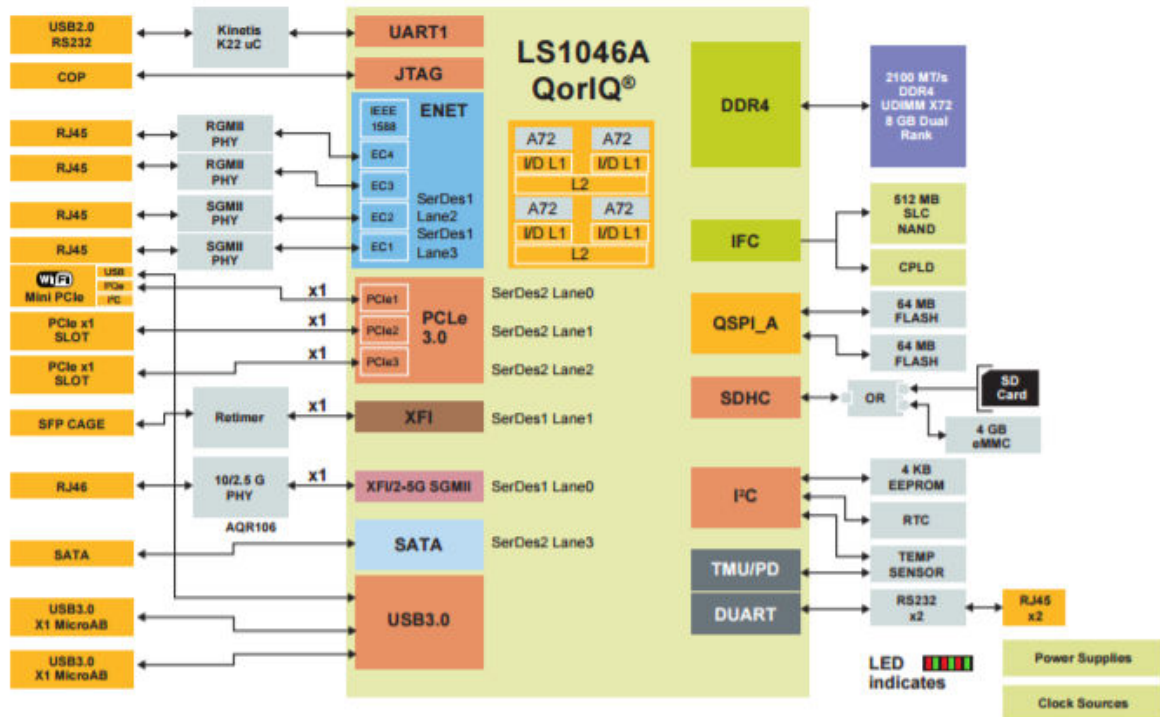 USB2.0
RS232
Kinetis
K22 uC
UART1
COP
JTAG
LS1046A
QorIQ®
IEEE
1588
ENET
RJ45
RGMII
PHY
EC4
RJ45
RGMII
PHY
EC3
SerDes1
RJ45
SGMII
PHY
EC2
Lane2
SerDes1
RJ45
SGMII
PHY
EC1
Lane3
A72
A72
I/D L1
I/D L1
L2
A72
A72
I/D L1
I/D L1
L2
WiFi
Mini PCIe
USB
PCIe
I²C
x1
PCIe1
PCLe
3.0
SerDes2 Lane0
PCIe x1
SLOT
x1
PCIe2
SerDes2 Lane1
PCIe x1
SLOT
x1
PCIe3
SerDes2 Lane2
SFP CAGE
Retimer
x1
XFI
SerDes1 Lane1
RJ46
10/2.5 G
PHY
AQR106
x1
XFI/2-5G SGMII
SerDes1 Lane0
SATA
SATA
SerDes2 Lane3
USB3.0
X1 MicroAB
USB3.0
USB3.0
X1 MicroAB
DDR4
2100 MT/s
DDR4
UDIMM X72
8 GB Dual
Rank
IFC
512 MB
SLC
NAND
CPLD
QSPI_A
64 MB
FLASH
64 MB
FLASH
SDHC
OR
SD
Card
4 GB
eMMC
I²C
4 KB
EEPROM
RTC
TEMP
SENSOR
TMU/PD
DUART
RS232
x2
RJ45
x2
LED
indicates
Power Supplies
Clock Sources